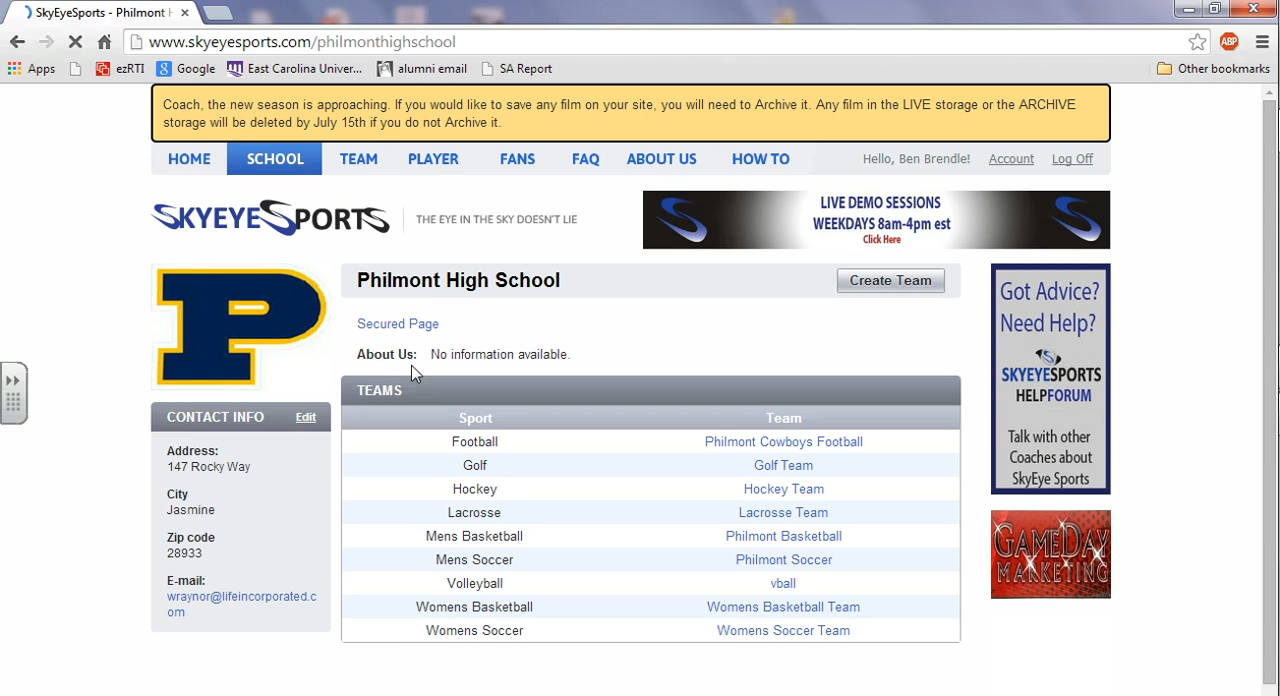 SkyEyeSports - Philmont H
www.skyeyesports.com/philmonthighschool
ABP
Apps ezRTI Google East Carolina Univer... alumni email SA Report Other bookmarks
Coach, the new season is approaching. If you would like to save any film on your site, you will need to Archive it. Any film in the LIVE storage or the ARCHIVE
storage will be deleted by July 15th if you do not Archive it.
HOME SCHOOL TEAM PLAYER FANS FAQ ABOUT US HOW TO Hello, Ben Brendle! Account Log Off
SKYEYESPORTS THE EYE IN THE SKY DOESN'T LIE
LIVE DEMO SESSIONS
WEEKDAYS 8am-4pm est
Click Here
P
Philmont High School Create Team
Secured Page
About Us: No information available.
TEAMS
Sport Team
Football Philmont Cowboys Football
Golf Golf Team
Hockey Hockey Team
Lacrosse Lacrosse Team
Mens Basketball Philmont Basketball
Mens Soccer Philmont Soccer
Volleyball vball
Womens Basketball Womens Basketball Team
Womens Soccer Womens Soccer Team
CONTACT INFO Edit
Address:
147 Rocky Way
City
Jasmine
Zip code
28933
E-mail:
wraynor@lifeincorporated.c
om
Got Advice?
Need Help?
SKYEYESPORTS
HELPFORUM
Talk with other
Coaches about
SkyEye Sports
GAMEDAY
MARKETING